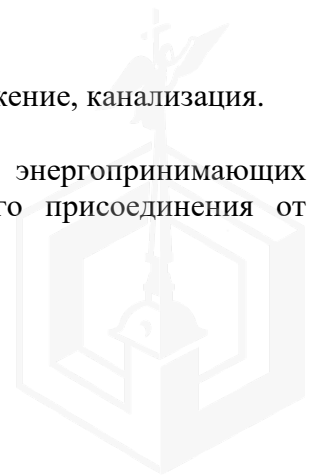 жение, канализация.
энергопринимающих
го присоединения от